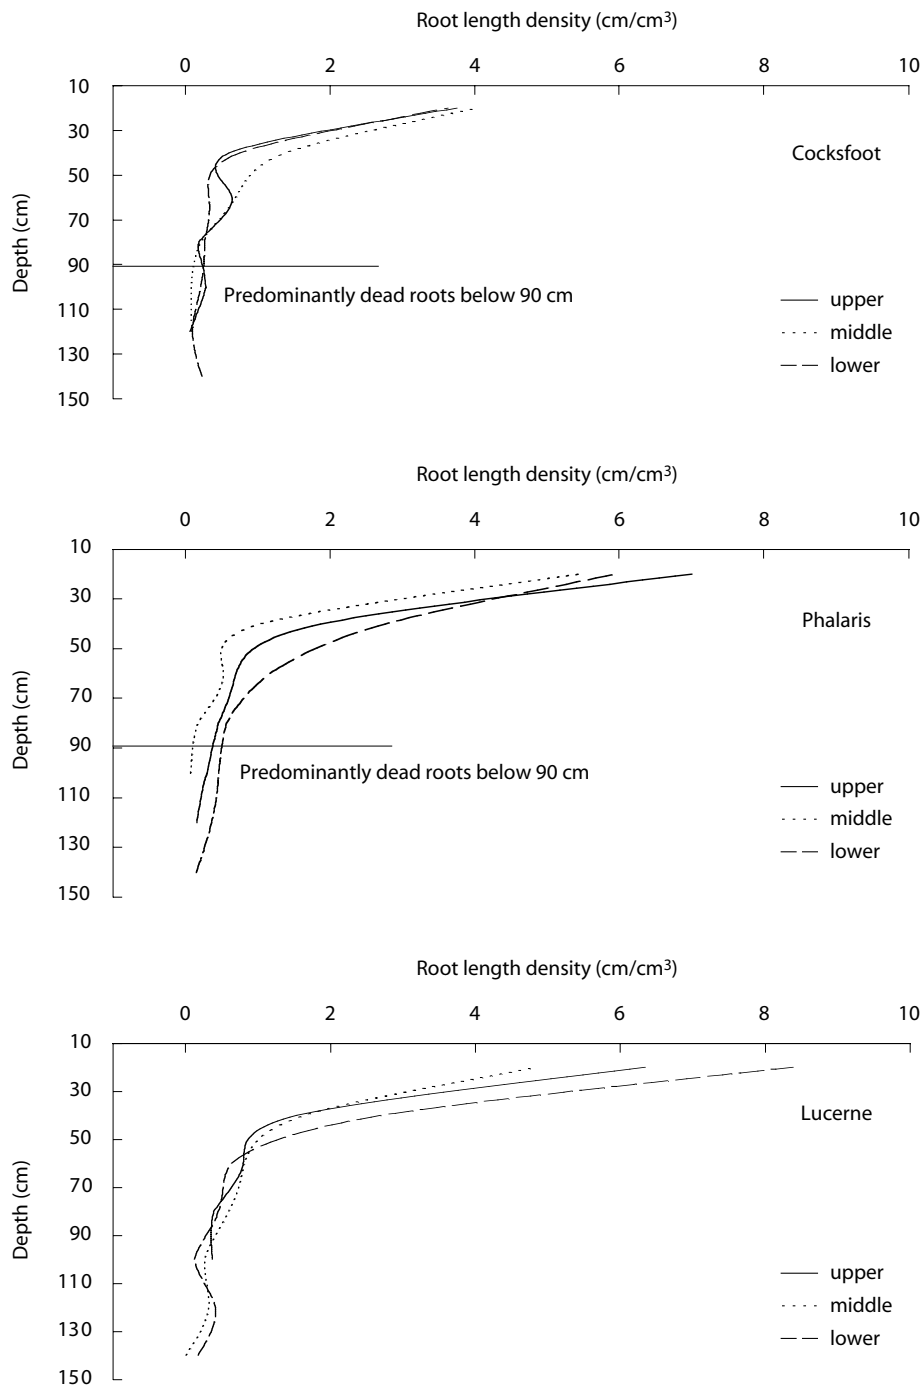 Root length density (cm/cm³)
0 2 4 6 8 10
10
30
50
70
90
110
130
150
Depth (cm)
Cocksfoot
Predominantly dead roots below 90 cm
upper
middle
lower
Root length density (cm/cm³)
0 2 4 6 8 10
10
30
50
70
90
110
130
150
Depth (cm)
Phalaris
Predominantly dead roots below 90 cm
upper
middle
lower
Root length density (cm/cm³)
0 2 4 6 8 10
10
30
50
70
90
110
130
150
Depth (cm)
Lucerne
upper
middle
lower